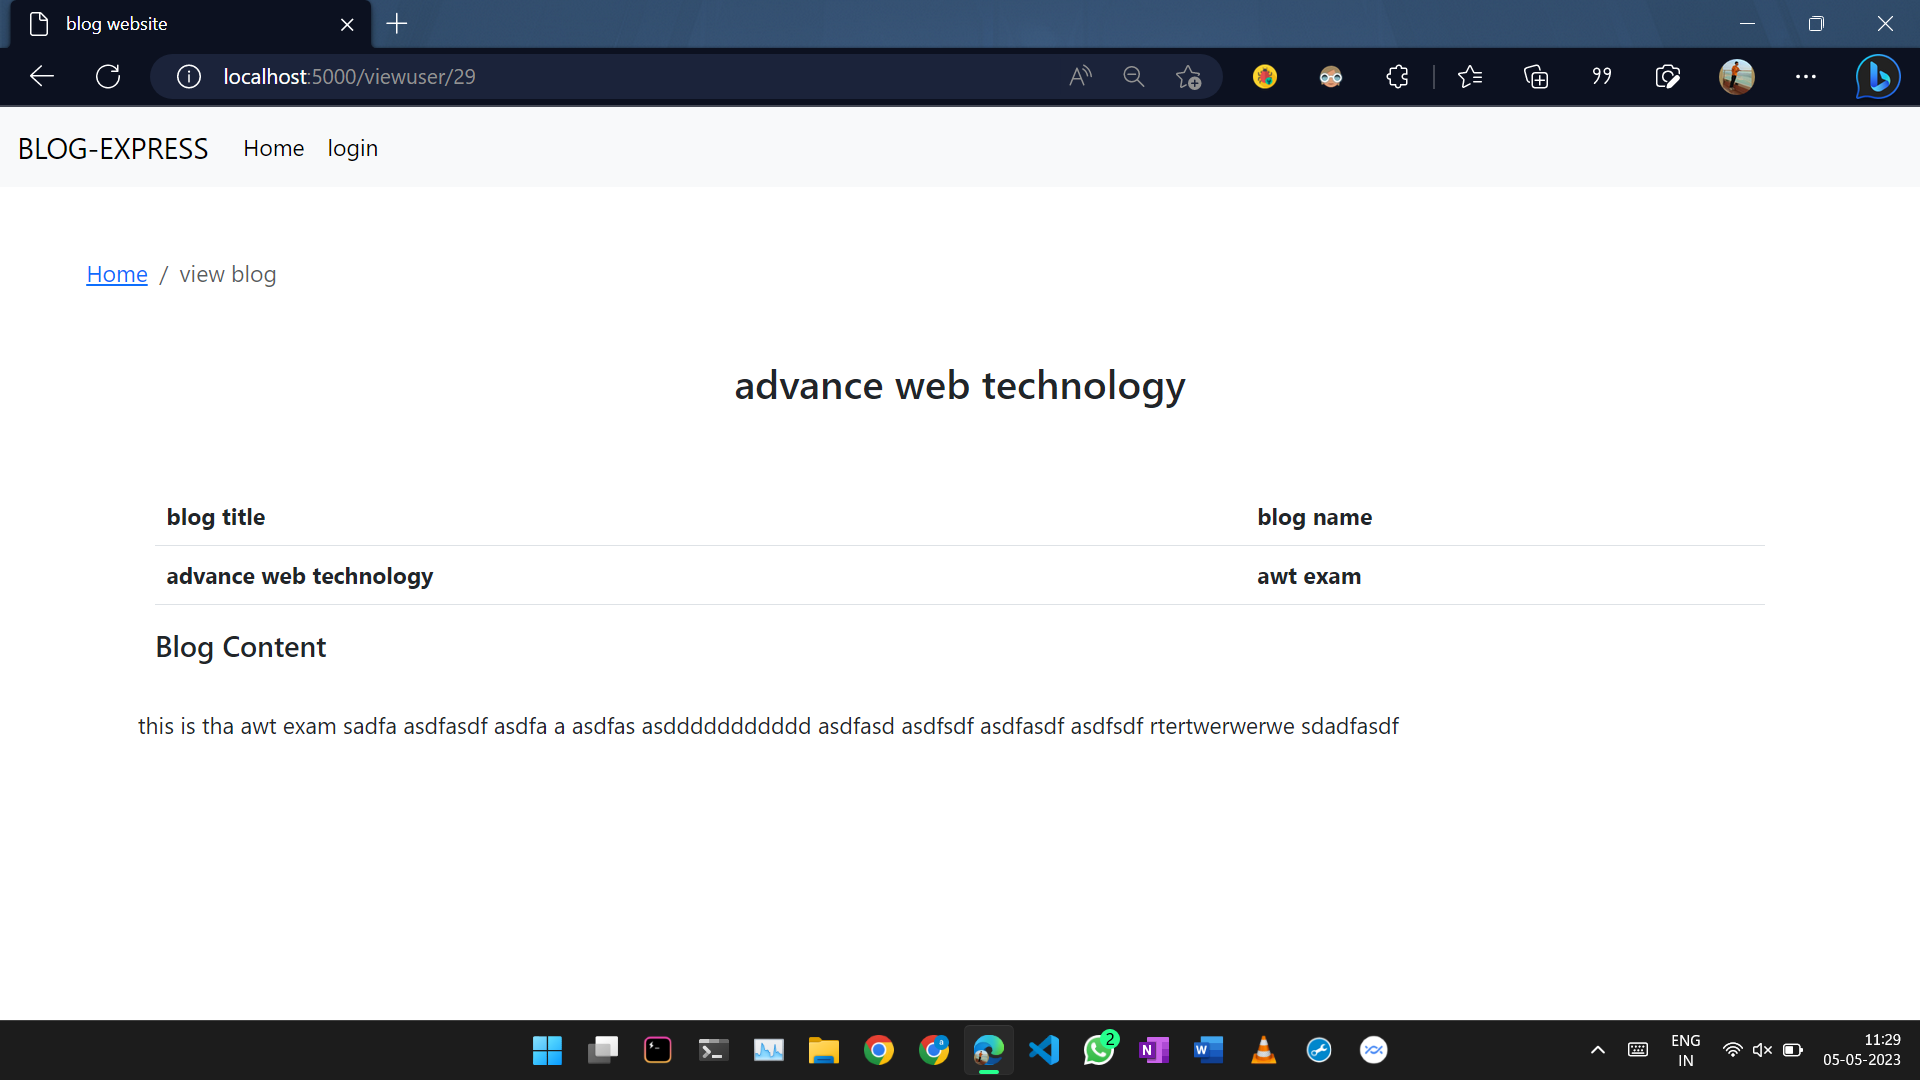 blog website
localhost:5000/viewuser/29
BLOG-EXPRESS Home login
Home / view blog
advance web technology
blog title blog name
advance web technology awt exam
Blog Content
this is tha awt exam sadfa asdfasdf asdfa a asdfas asddddddddddd asdfasd asdfsdf asdfasdf asdfsdf rtertwerwerwe sdadfasdf
2
ENG 11:29
IN 05-05-2023